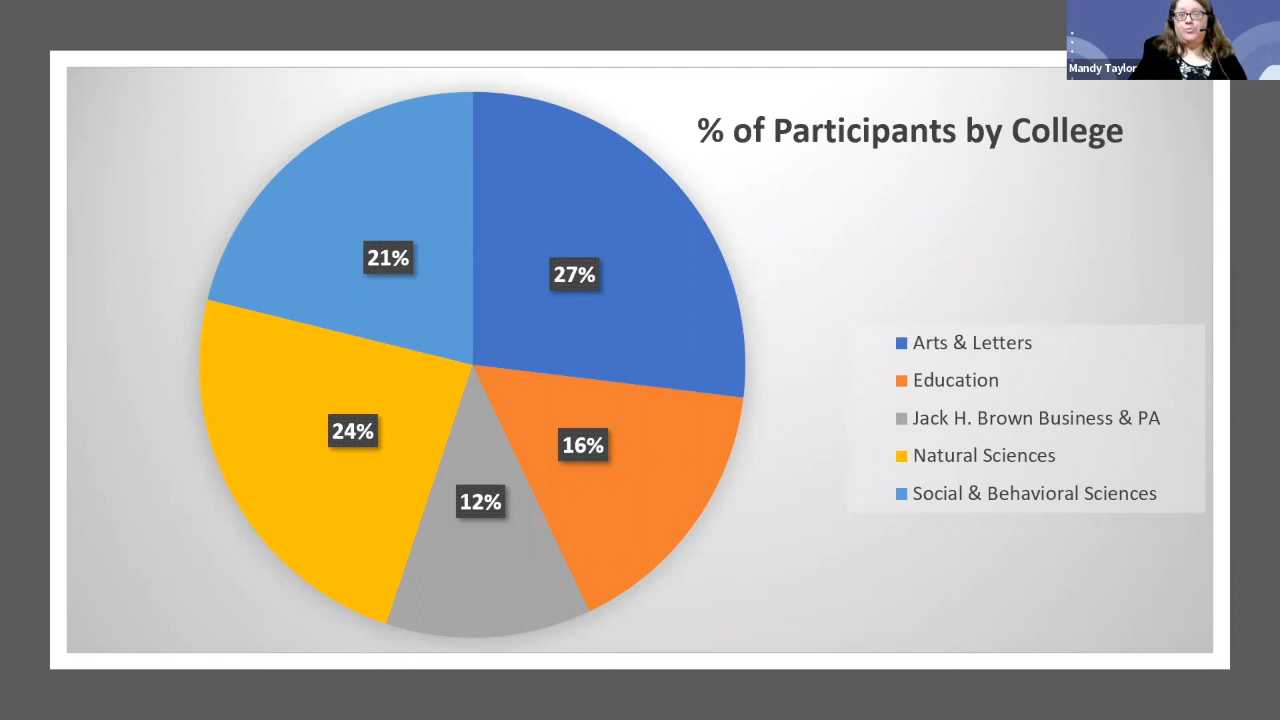 Mandy Taylor
% of Participants by College
21%
27%
24%
16%
12%
Arts & Letters
Education
Jack H. Brown Business & PA
Natural Sciences
Social & Behavioral Sciences